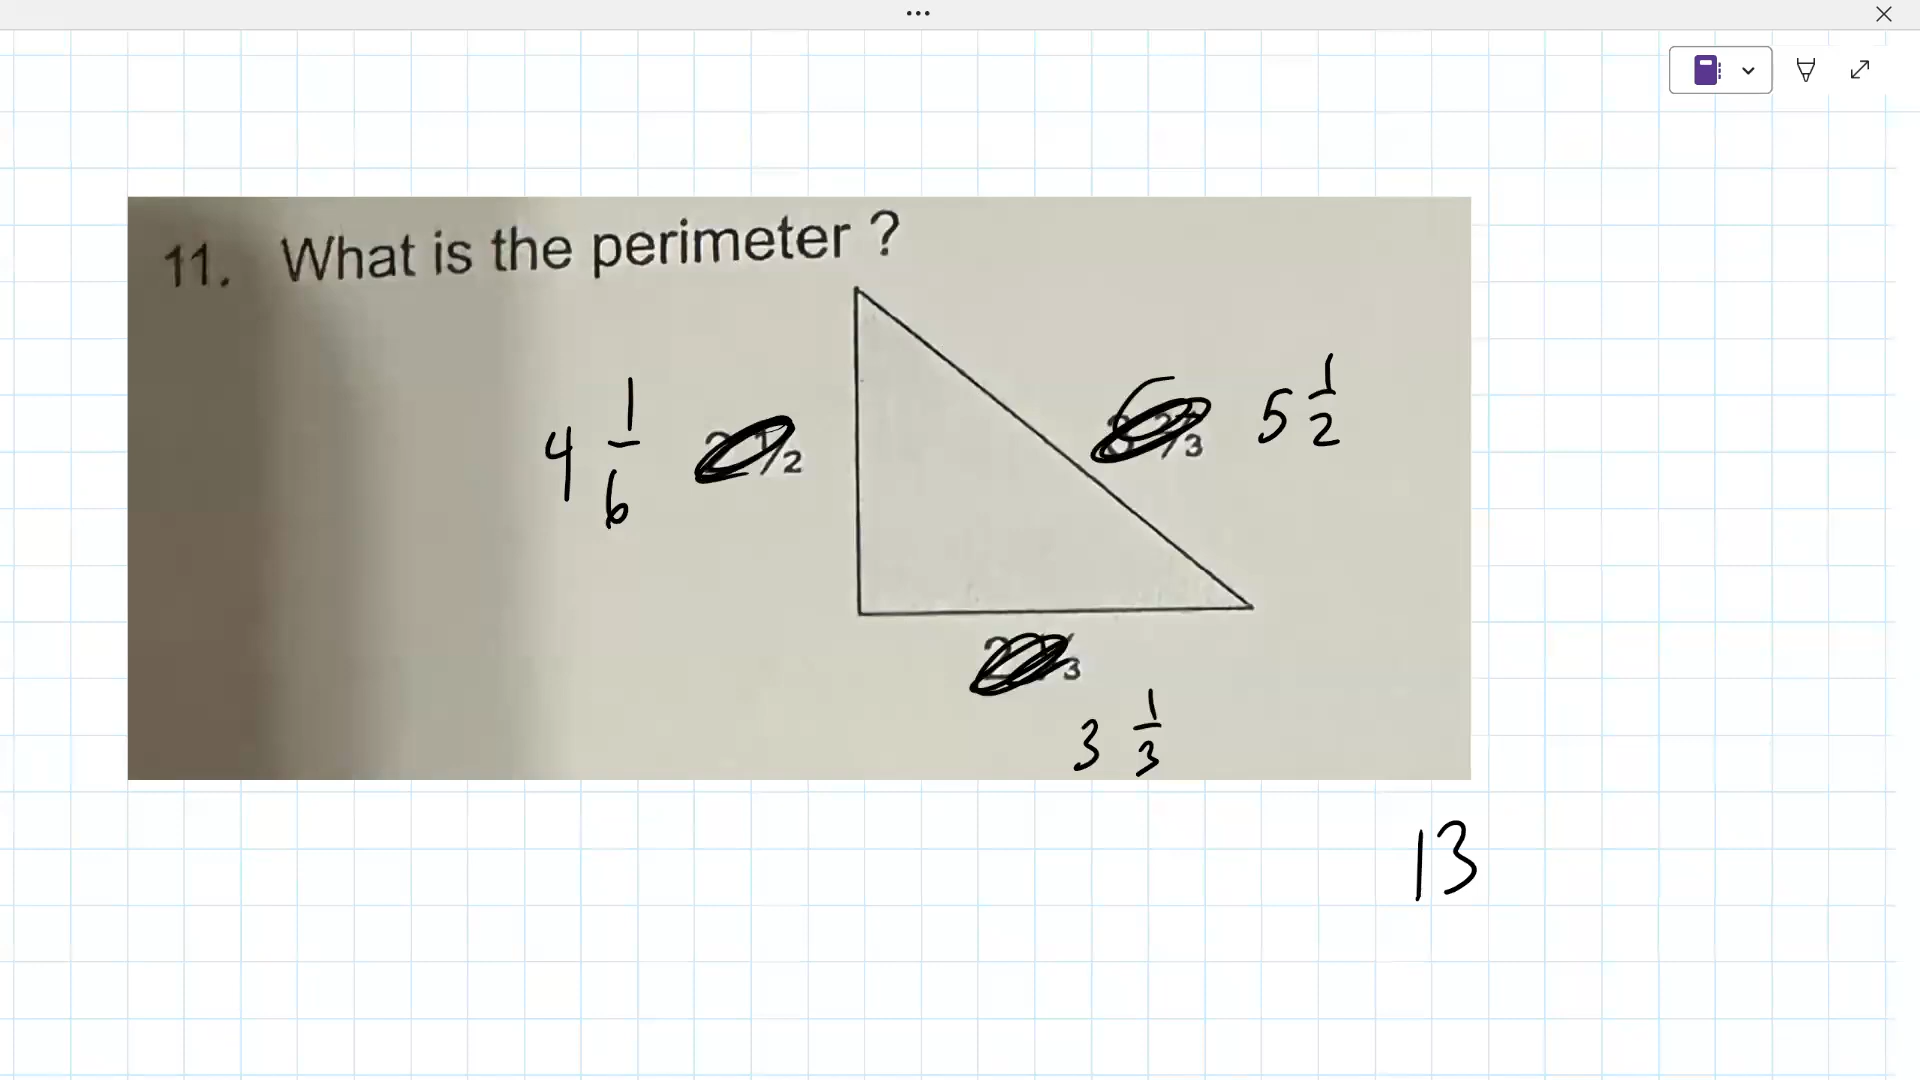 11. What is the perimeter ?
4 1/6
5 1/2
3 1/3
13